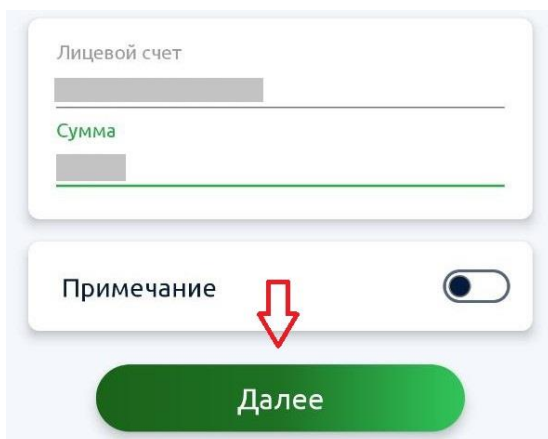 Лицевой счет
Сумма
Примечание
Далее